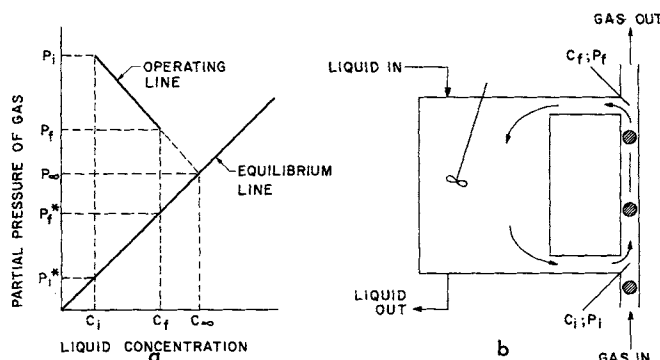 PARTIAL PRESSURE OF GAS
Pi
Pf
P∞
Pf*
Pi*
OPERATING
LINE
EQUILIBRIUM
LINE
Ci
Cf
C∞
LIQUID CONCENTRATION
a
GAS OUT
Cf;Pf
LIQUID IN
LIQUID
OUT
Ci;Pi
b
GAS IN